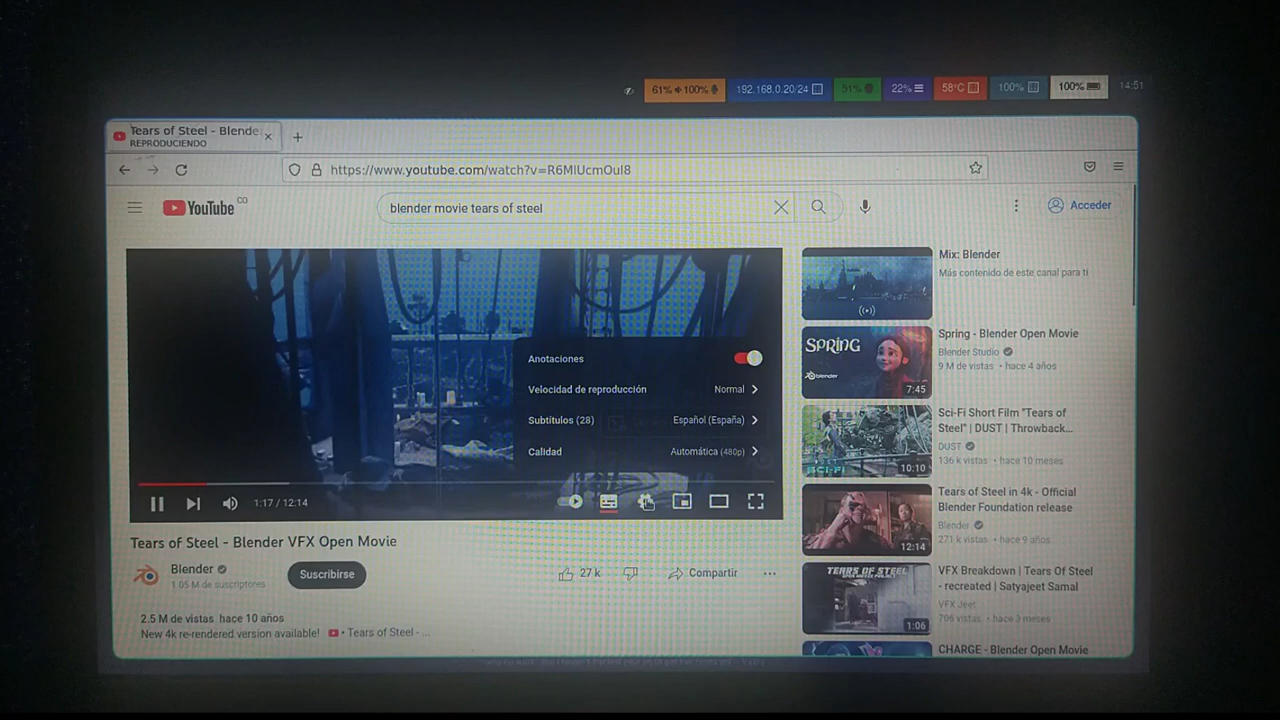 61% 100%
192.168.0.20/24
51%
22%
58°C
100%
100%
14:51
Tears of Steel - Blende
REPRODUCIENDO
https://www.youtube.com/watch?v=R6MlUcmOul8
YouTube CO
blender movie tears of steel
Acceder
Anotaciones
Velocidad de reproducción Normal
Subtítulos (28) Español (España)
Calidad Automática (480p)
1:17 / 12:14
Tears of Steel - Blender VFX Open Movie
Blender
1.05 M de suscriptores
Suscribirse
27 k
Compartir
2.5 M de vistas hace 10 años
New 4k re-rendered version available! • Tears of Steel - ...
Mix: Blender
Más contenido de este canal para ti
SPRING
blender
7:45
Spring - Blender Open Movie
Blender Studio
9 M de vistas • hace 4 años
SCI-FI
10:10
Sci-Fi Short Film "Tears of
Steel" | DUST | Throwback...
DUST
136 k vistas • hace 10 meses
12:14
Tears of Steel in 4k - Official
Blender Foundation release
Blender
271 k vistas • hace 9 años
TEARS OF STEEL
OPEN MOVIE PROJECT
1:06
VFX Breakdown | Tears Of Steel
- recreated | Satyajeet Samal
VFX Jeet
706 vistas • hace 3 meses
CHARGE - Blender Open Movie